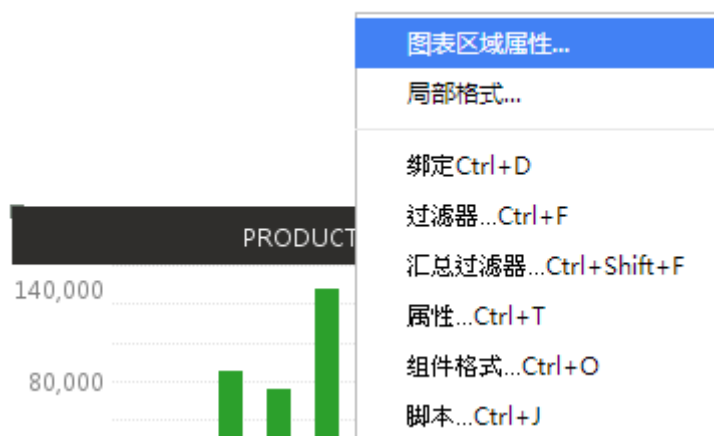 图表区域属性...
局部格式...
绑定Ctrl+D
过滤器...Ctrl+F
汇总过滤器...Ctrl+Shift+F
属性...Ctrl+T
组件格式...Ctrl+O
脚本...Ctrl+J
PRODUCT
140,000
80,000